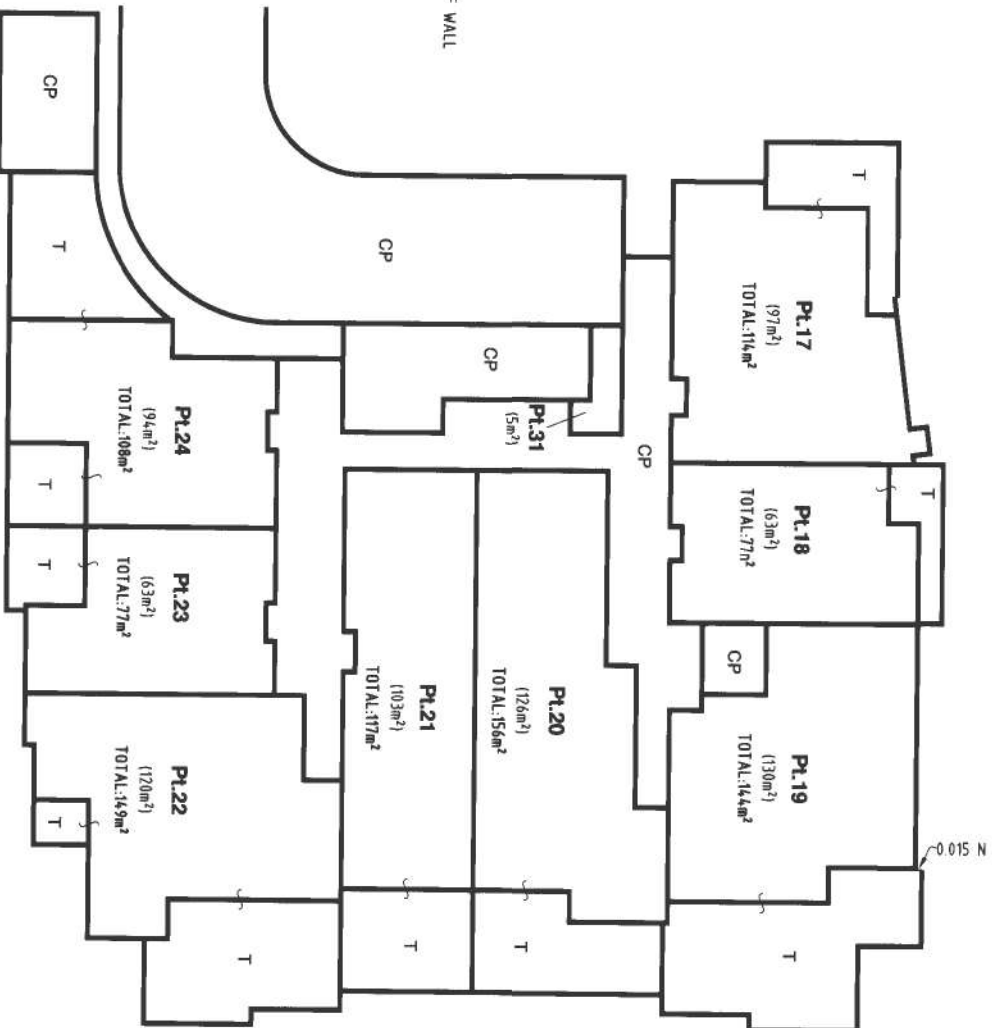 = WALL
CP
T
Pt.17
(97m²)
TOTAL:114m²
CP
T
Pt.18
(63m²)
TOTAL:77m²
CP
Pt.31
(5m²)
CP
T
Pt.24
(94m²)
TOTAL:108m²
T
T
Pt.23
(63m²)
TOTAL:77m²
CP
Pt.19
(130m²)
TOTAL:144m²
0.015 N
Pt.20
(126m²)
TOTAL:156m²
Pt.21
(103m²)
TOTAL:117m²
Pt.22
(120m²)
TOTAL:149m²
T
T
T
T
T
CP